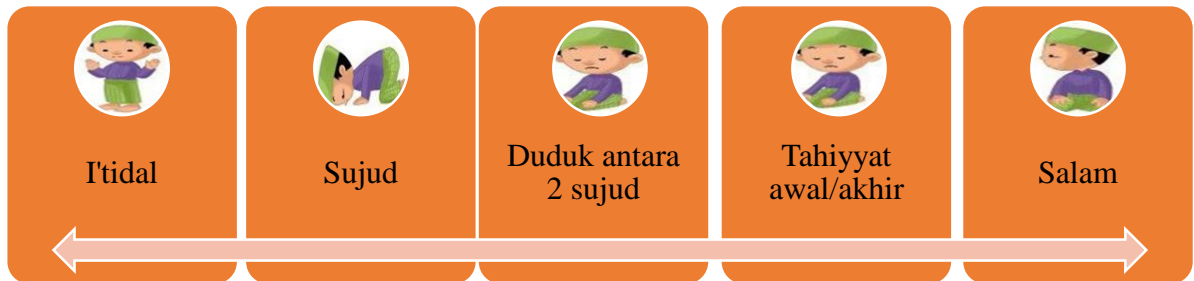 I'tidal
Sujud
Duduk antara
2 sujud
Tahiyyat
awal/akhir
Salam